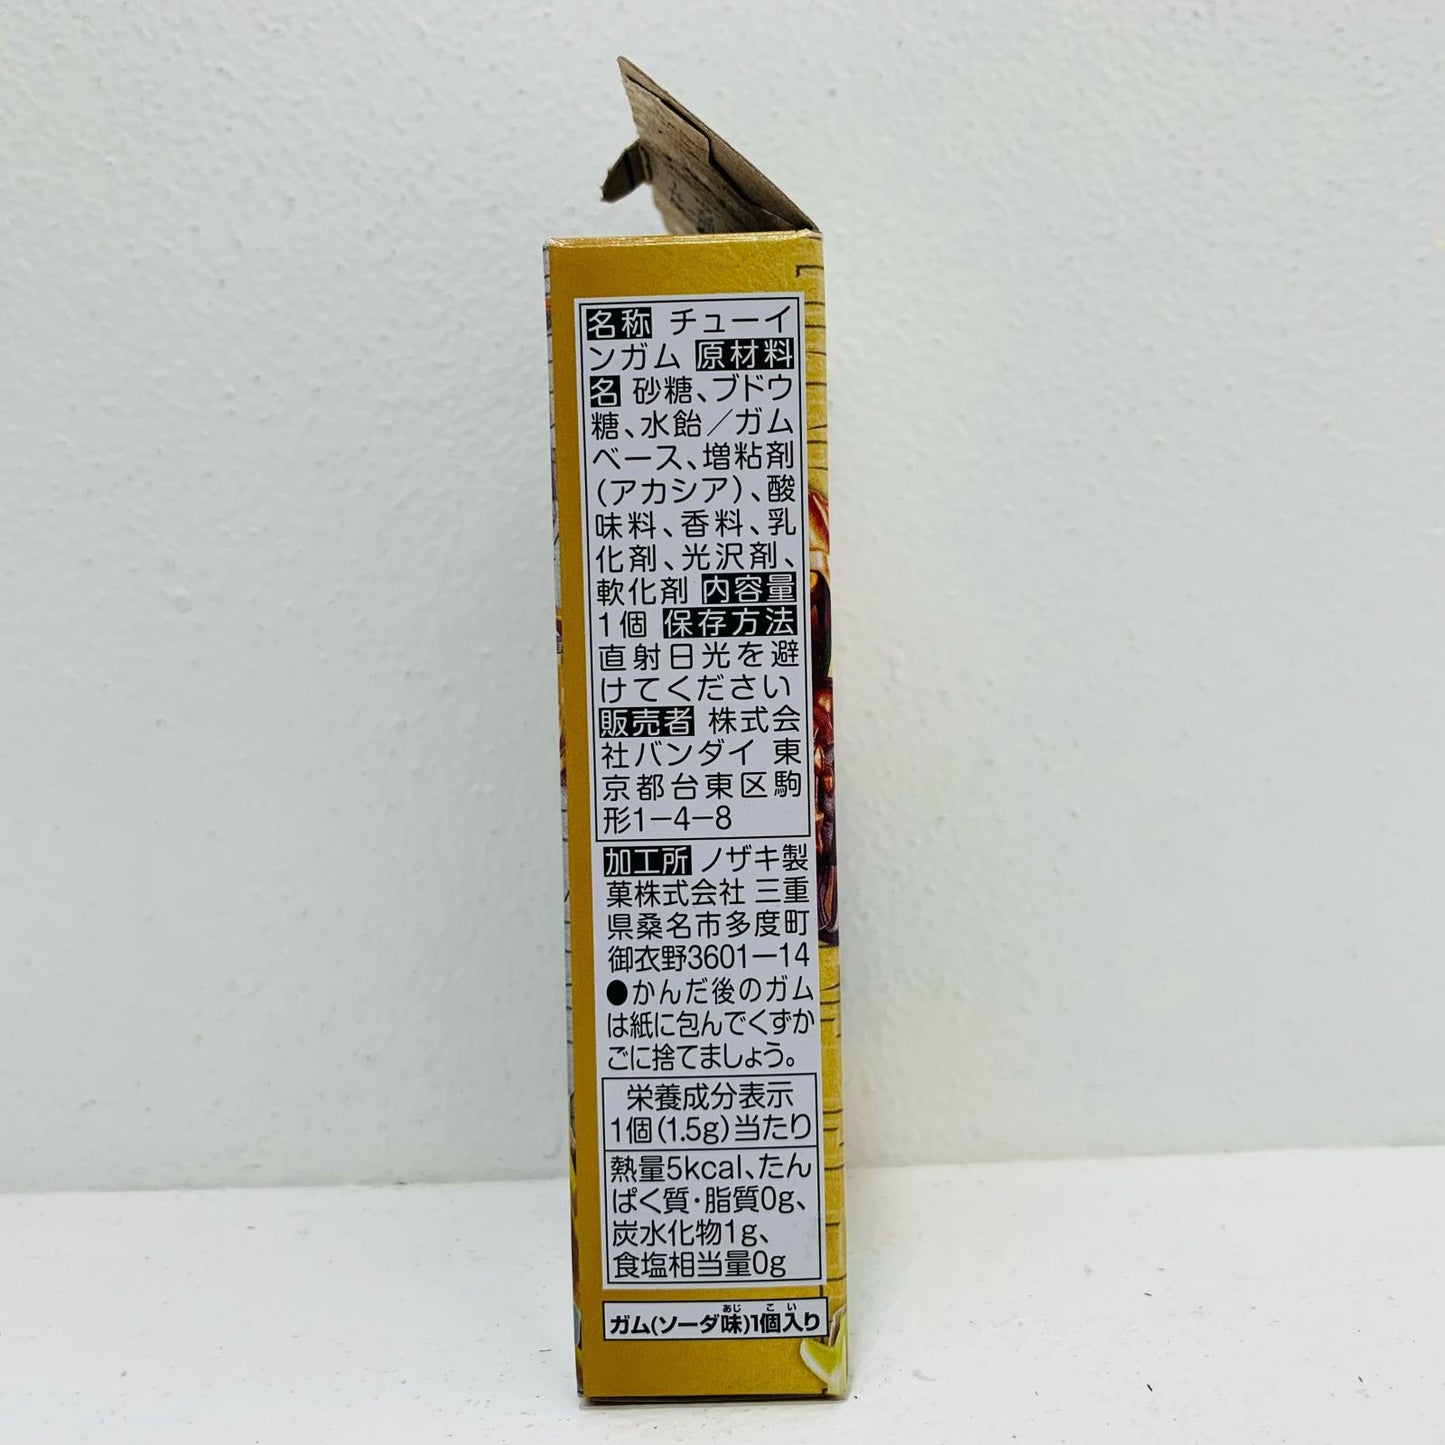 名称 チューイ
ンガム 原材料
名 砂糖、ブドウ
糖、水飴／ガム
ベース、増粘剤
(アカシア)、酸
味料、香料、乳
化剤、光沢剤、
軟化剤 内容量
1個 保存方法
直射日光を避
けてください
販売者 株式会
社バンダイ 東
京都台東区駒
形1−4−8
加工所 ノザキ製
菓株式会社 三重
県桑名市多度町
御衣野3601−14
●かんだ後のガム
は紙に包んでくずか
ごに捨てましょう。
栄養成分表示
1個(1.5g)当たり
熱量5kcal、たん
ぱく質・脂質0g、
炭水化物1g、
食塩相当量0g
あじ こい
ガム(ソーダ味)1個入り